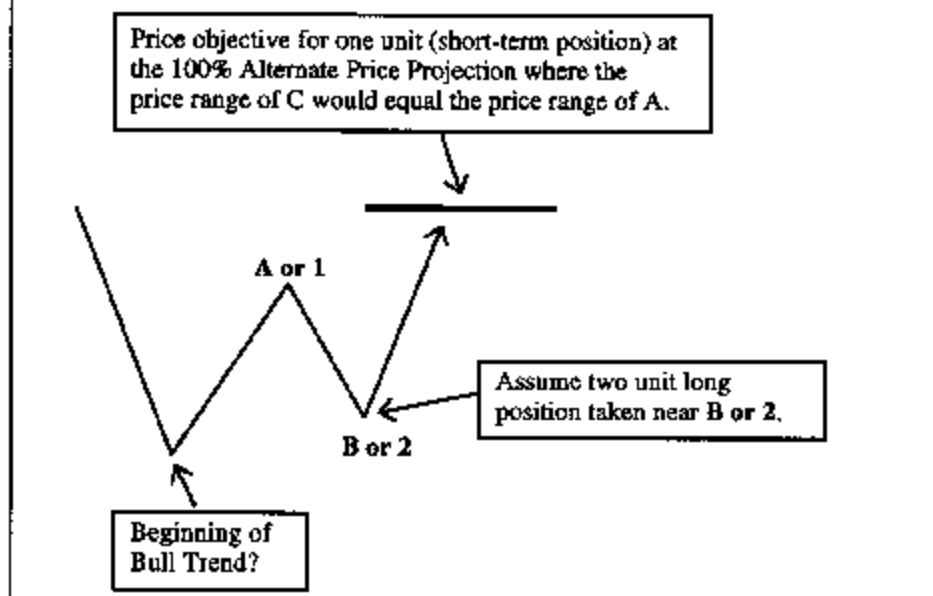 Price objective for one unit (short-term position) at
the 100% Alternate Price Projection where the
price range of C would equal the price range of A.
A or 1
Assume two unit long
position taken near B or 2.
B or 2
Beginning of
Bull Trend?